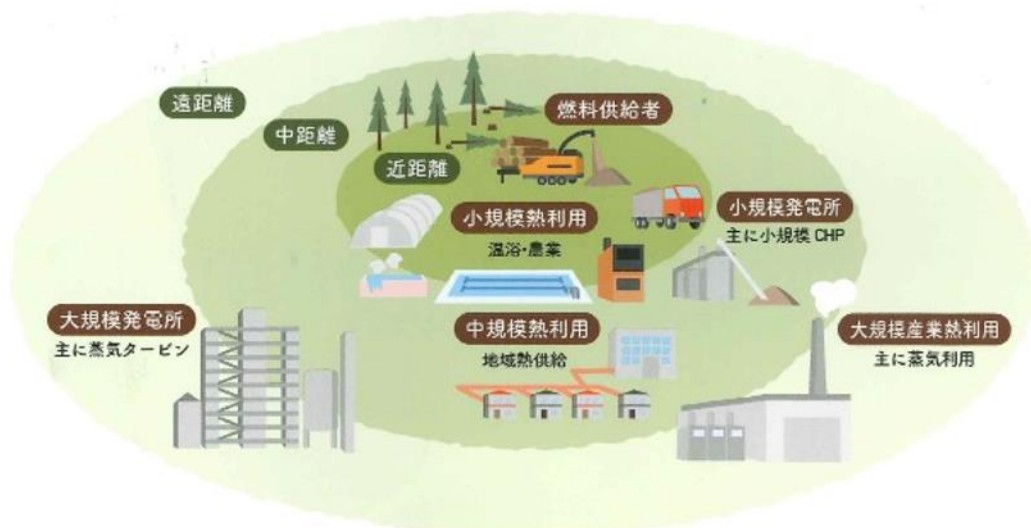 遠距離
中距離
近距離
燃料供給者
小規模熱利用
温浴・農業
小規模発電所
主に小規模 CHP
大規模発電所
主に蒸気タービン
中規模熱利用
地域熱供給
大規模産業熱利用
主に蒸気利用